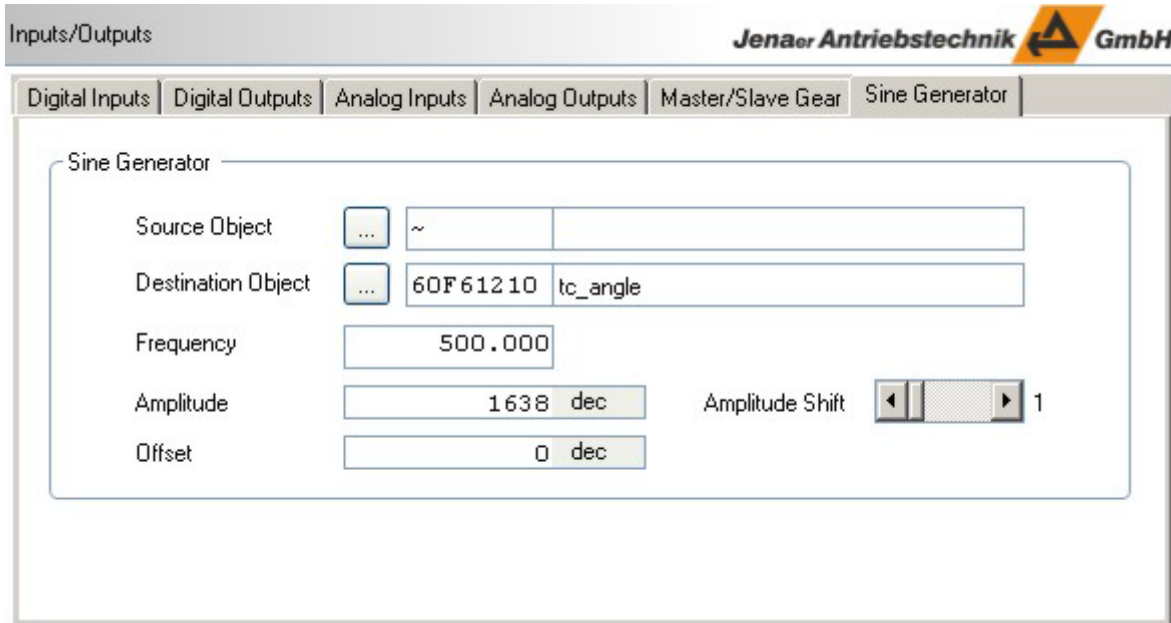 Inputs/Outputs
Jenaer Antriebstechnik GmbH
Digital Inputs Digital Outputs Analog Inputs Analog Outputs Master/Slave Gear Sine Generator
Sine Generator
Source Object ... ~
Destination Object ... 60F61210 tc_angle
Frequency 500.000
Amplitude 1638 dec Amplitude Shift 1
Offset 0 dec